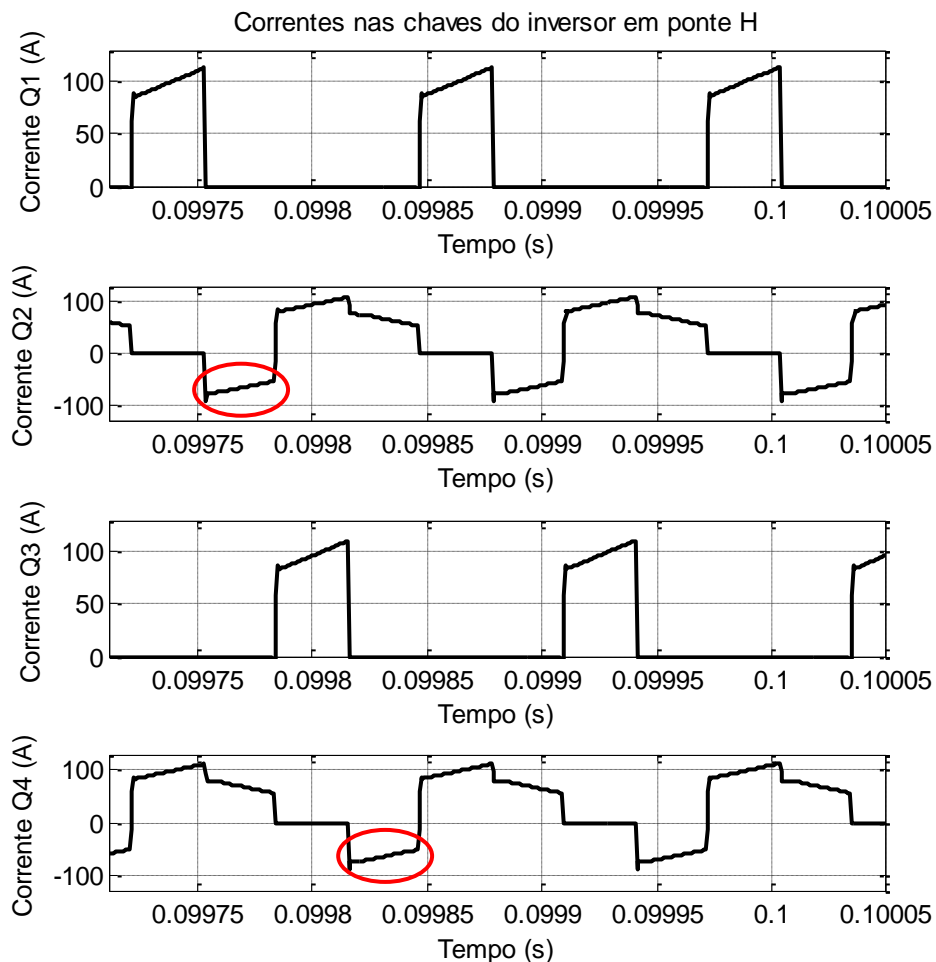 Correntes nas chaves do inversor em ponte H
Corrente Q1 (A)
100
50
0
0.09975 0.0998 0.09985 0.0999 0.09995 0.1 0.10005
Tempo (s)
Corrente Q2 (A)
100
0
-100
0.09975 0.0998 0.09985 0.0999 0.09995 0.1 0.10005
Tempo (s)
Corrente Q3 (A)
100
50
0
0.09975 0.0998 0.09985 0.0999 0.09995 0.1 0.10005
Tempo (s)
Corrente Q4 (A)
100
0
-100
0.09975 0.0998 0.09985 0.0999 0.09995 0.1 0.10005
Tempo (s)